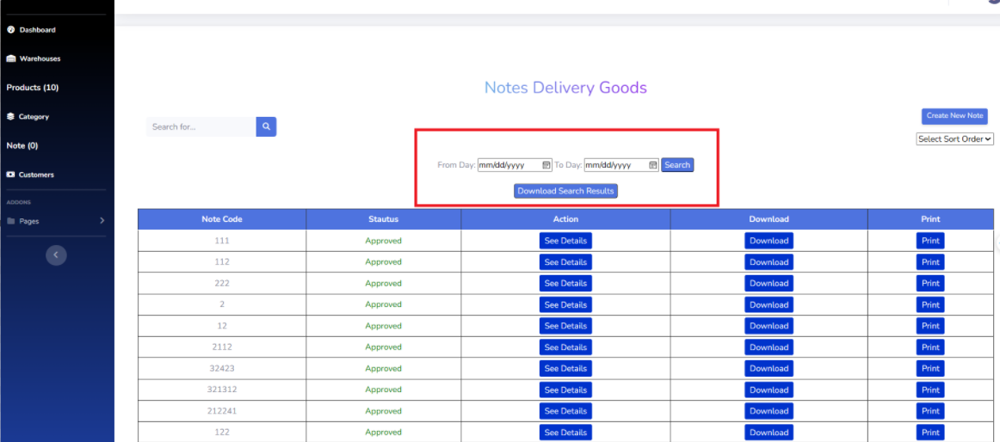 Dashboard
Warehouses
Products (10)
Category
Note (0)
Customers
ADDONS
Pages
Notes Delivery Goods
Search for...
Create New Note
Select Sort Order
From Day: mm/dd/yyyy To Day: mm/dd/yyyy Search
Download Search Results
Note Code Stautus Action Download Print
111 Approved See Details Download Print
112 Approved See Details Download Print
222 Approved See Details Download Print
2 Approved See Details Download Print
12 Approved See Details Download Print
2112 Approved See Details Download Print
32423 Approved See Details Download Print
321312 Approved See Details Download Print
212241 Approved See Details Download Print
122 Approved See Details Download Print